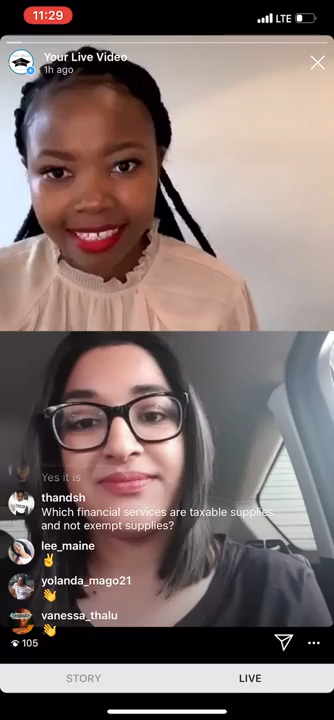 11:29
LTE
Your Live Video
1h ago
Yes it is
thandsh
Which financial services are taxable supplies
and not exempt supplies?
lee_maine
✌
yolanda_mago21
👋
vanessa_thalu
👋
105
STORY
LIVE